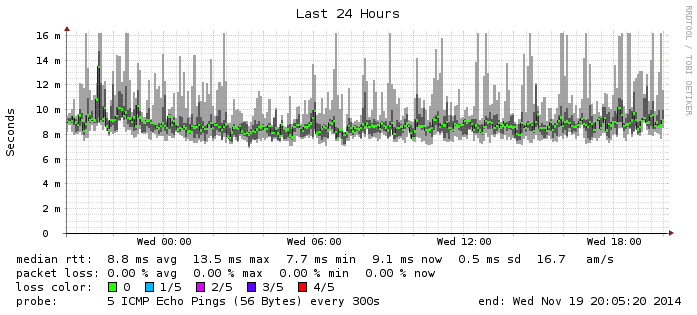 Last 24 Hours
RRDTOOL / TOBI OETIKER
Seconds
16 m
14 m
12 m
10 m
8 m
6 m
4 m
2 m
0
Wed 00:00 Wed 06:00 Wed 12:00 Wed 18:00
median rtt: 8.8 ms avg 13.5 ms max 7.7 ms min 9.1 ms now 0.5 ms sd 16.7 am/s
packet loss: 0.00 % avg 0.00 % max 0.00 % min 0.00 % now
loss color: 0 1/5 2/5 3/5 4/5
probe: 5 ICMP Echo Pings (56 Bytes) every 300s end: Wed Nov 19 20:05:20 2014